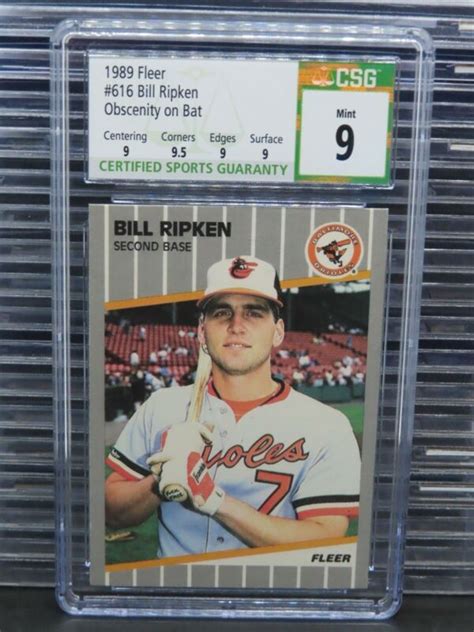 1989 Fleer
#616 Bill Ripken
Obscenity on Bat
Centering Corners Edges Surface
9 9.5 9 9
CERTIFIED SPORTS GUARANTY
CSG
Mint
9
BILL RIPKEN
SECOND BASE
Orioles
7
FLEER